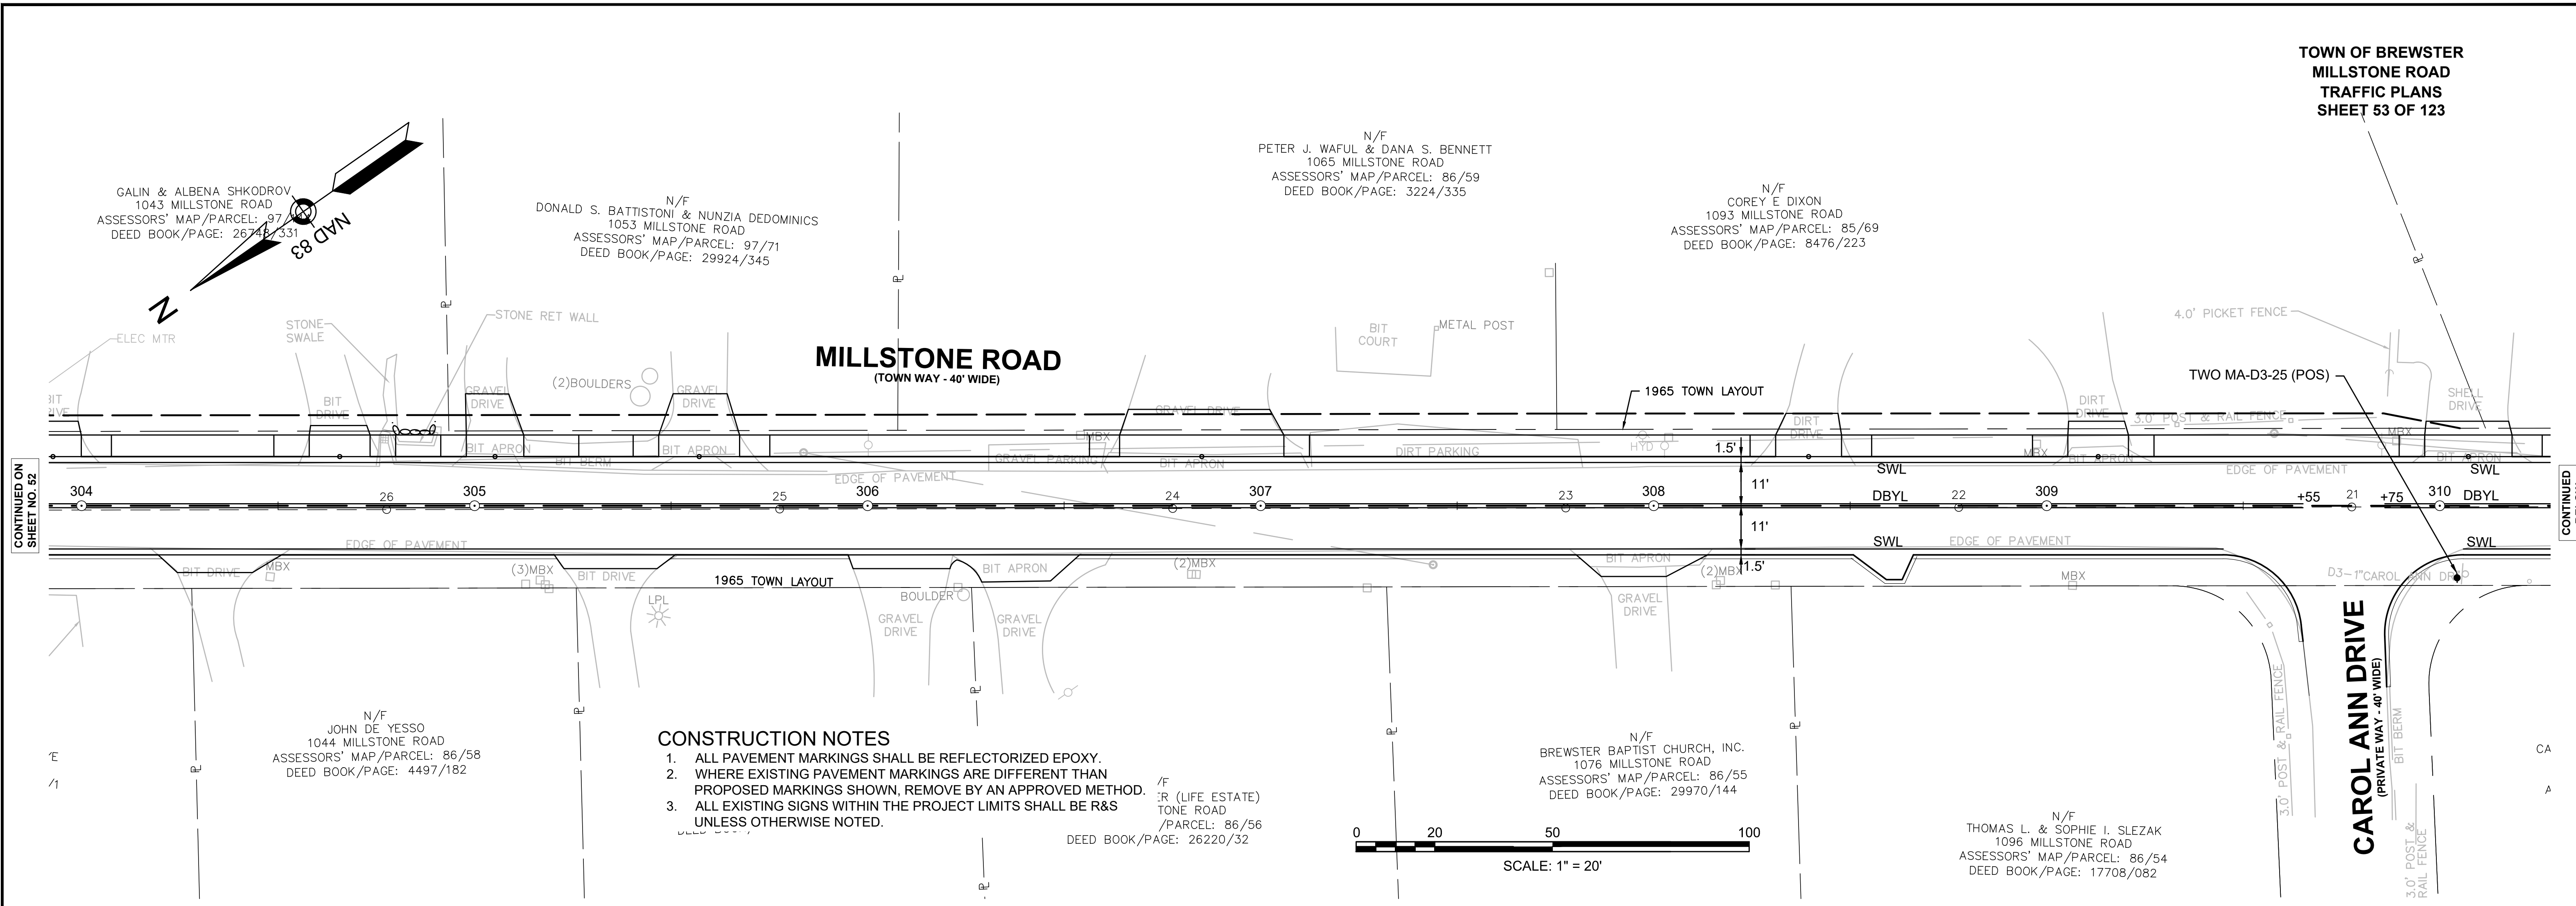 TOWN OF BREWSTER
MILLSTONE ROAD
TRAFFIC PLANS
SHEET 53 OF 123
GALIN & ALBENA SHKODROV
1043 MILLSTONE ROAD
ASSESSORS' MAP/PARCEL: 97/
DEED BOOK/PAGE: 26748/331
NAD 83
N
N/F
DONALD S. BATTISTONI & NUNZIA DEDOMINICS
1053 MILLSTONE ROAD
ASSESSORS' MAP/PARCEL: 97/71
DEED BOOK/PAGE: 29924/345
N/F
PETER J. WAFUL & DANA S. BENNETT
1065 MILLSTONE ROAD
ASSESSORS' MAP/PARCEL: 86/59
DEED BOOK/PAGE: 3224/335
N/F
COREY E DIXON
1093 MILLSTONE ROAD
ASSESSORS' MAP/PARCEL: 85/69
DEED BOOK/PAGE: 8476/223
ELEC MTR
STONE
SWALE
STONE RET WALL
(2)BOULDERS
MILLSTONE ROAD
(TOWN WAY - 40' WIDE)
BIT
COURT
METAL POST
1965 TOWN LAYOUT
4.0' PICKET FENCE
TWO MA-D3-25 (POS)
BIT
DRIVE
GRAVEL
DRIVE
GRAVEL
DRIVE
GRAVEL DRIVE
DIRT
DRIVE
DIRT
DRIVE
3.0' POST & RAIL FENCE
SHELL
DRIVE
BIT APRON
BIT BERM
BIT APRON
MBX
GRAVEL PARKING
BIT APRON
DIRT PARKING
HYD
MBX
BIT APRON
MBX
BIT APRON
EDGE OF PAVEMENT
1.5'
SWL
EDGE OF PAVEMENT
SWL
CONTINUED ON
SHEET NO. 52
304
26
305
25
306
24
307
23
308
11'
DBYL
22
309
+55
21
+75
310
DBYL
CONTINUED
EDGE OF PAVEMENT
11'
SWL
EDGE OF PAVEMENT
SWL
BIT DRIVE
MBX
(3)MBX
BIT DRIVE
1965 TOWN LAYOUT
BIT APRON
(2)MBX
BIT APRON
(2)MBX
1.5'
MBX
D3-1"CAROL ANN DR"
LPL
BOULDER
GRAVEL
DRIVE
GRAVEL
DRIVE
GRAVEL
DRIVE
CAROL ANN DRIVE
(PRIVATE WAY - 40' WIDE)
3.0' POST & RAIL FENCE
BIT BERM
3.0' POST &
RAIL FENCE
N/F
JOHN DE YESSO
1044 MILLSTONE ROAD
ASSESSORS' MAP/PARCEL: 86/58
DEED BOOK/PAGE: 4497/182
CONSTRUCTION NOTES
1. ALL PAVEMENT MARKINGS SHALL BE REFLECTORIZED EPOXY.
2. WHERE EXISTING PAVEMENT MARKINGS ARE DIFFERENT THAN
PROPOSED MARKINGS SHOWN, REMOVE BY AN APPROVED METHOD.
3. ALL EXISTING SIGNS WITHIN THE PROJECT LIMITS SHALL BE R&S
UNLESS OTHERWISE NOTED.
/F
ER (LIFE ESTATE)
TONE ROAD
/PARCEL: 86/56
DEED BOOK/PAGE: 26220/32
N/F
BREWSTER BAPTIST CHURCH, INC.
1076 MILLSTONE ROAD
ASSESSORS' MAP/PARCEL: 86/55
DEED BOOK/PAGE: 29970/144
N/F
THOMAS L. & SOPHIE I. SLEZAK
1096 MILLSTONE ROAD
ASSESSORS' MAP/PARCEL: 86/54
DEED BOOK/PAGE: 17708/082
0 20 50 100
SCALE: 1" = 20'